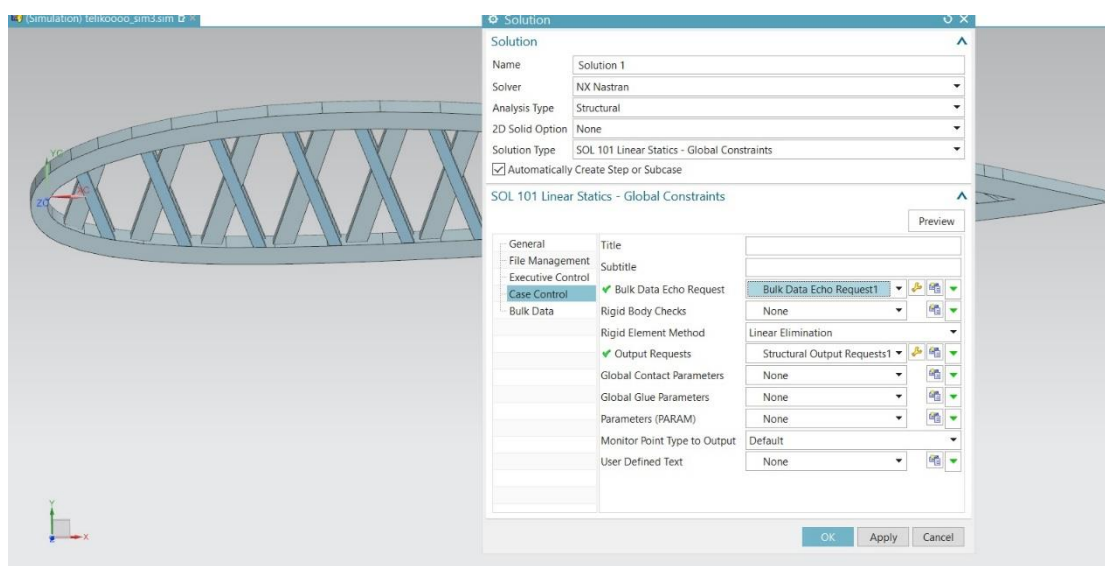 (Simulation) telikoooo_sim3.sim
Solution
Solution
Name Solution 1
Solver NX Nastran
Analysis Type Structural
2D Solid Option None
Solution Type SOL 101 Linear Statics - Global Constraints
Automatically Create Step or Subcase
SOL 101 Linear Statics - Global Constraints
Preview
General
File Management
Executive Control
Case Control
Bulk Data
Title
Subtitle
Bulk Data Echo Request Bulk Data Echo Request1
Rigid Body Checks None
Rigid Element Method Linear Elimination
Output Requests Structural Output Requests1
Global Contact Parameters None
Global Glue Parameters None
Parameters (PARAM) None
Monitor Point Type to Output Default
User Defined Text None
OK Apply Cancel
YC
XC
ZC
Y
Z
X